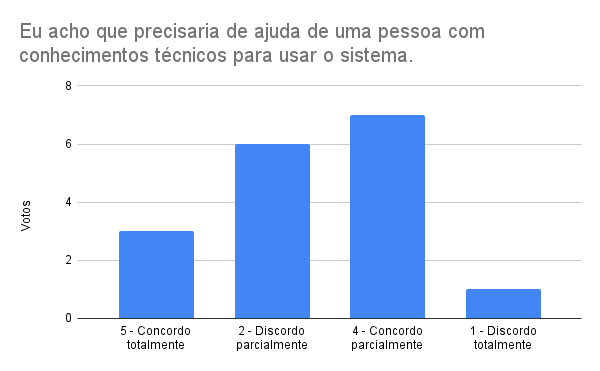 Eu acho que precisaria de ajuda de uma pessoa com
conhecimentos técnicos para usar o sistema.
8
6
4
2
0
Votos
5 - Concordo
totalmente
2 - Discordo
parcialmente
4 - Concordo
parcialmente
1 - Discordo
totalmente